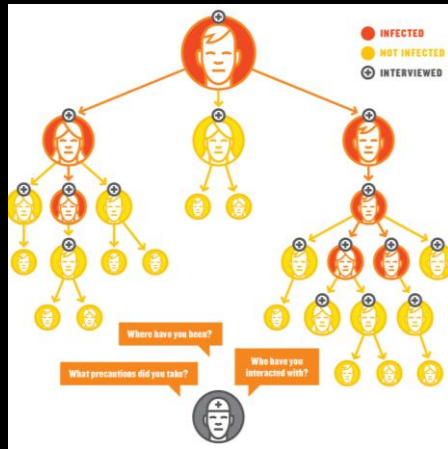 INFECTED
NOT INFECTED
INTERVIEWED
Where have you been?
What precautions did you take?
Who have you
interacted with?